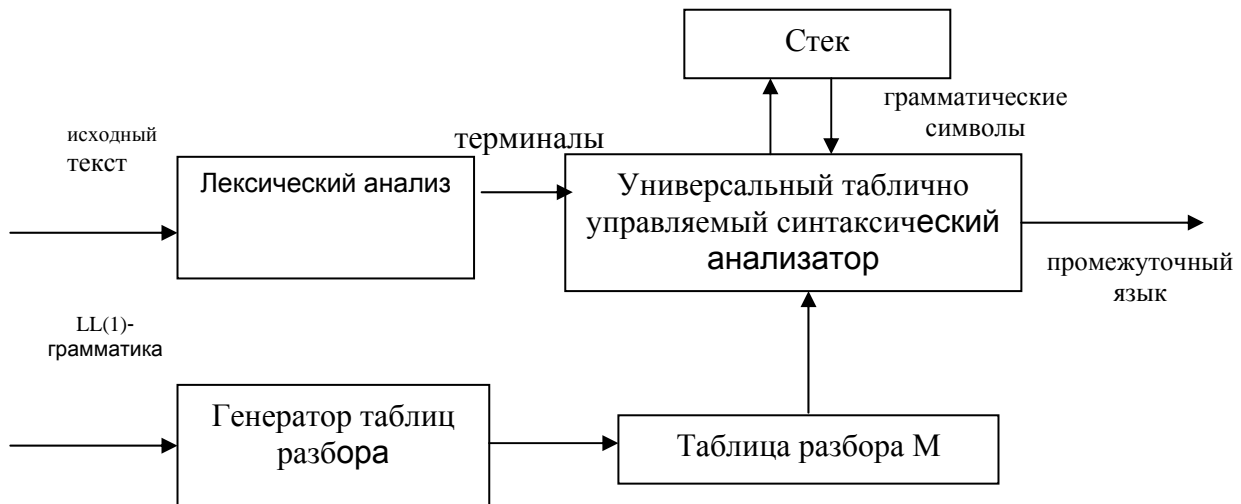 Стек
грамматические
символы
исходный
текст
терминалы
Лексический анализ
Универсальный таблично
управляемый синтаксический
анализатор
промежуточный
язык
LL(1)-
грамматика
Генератор таблиц
разбора
Таблица разбора М